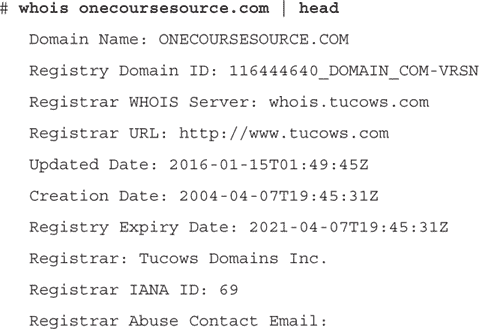 # whois onecoursesource.com | head
Domain Name: ONECOURSESOURCE.COM
Registry Domain ID: 116444640_DOMAIN_COM-VRSN
Registrar WHOIS Server: whois.tucows.com
Registrar URL: http://www.tucows.com
Updated Date: 2016-01-15T01:49:45Z
Creation Date: 2004-04-07T19:45:31Z
Registry Expiry Date: 2021-04-07T19:45:31Z
Registrar: Tucows Domains Inc.
Registrar IANA ID: 69
Registrar Abuse Contact Email: